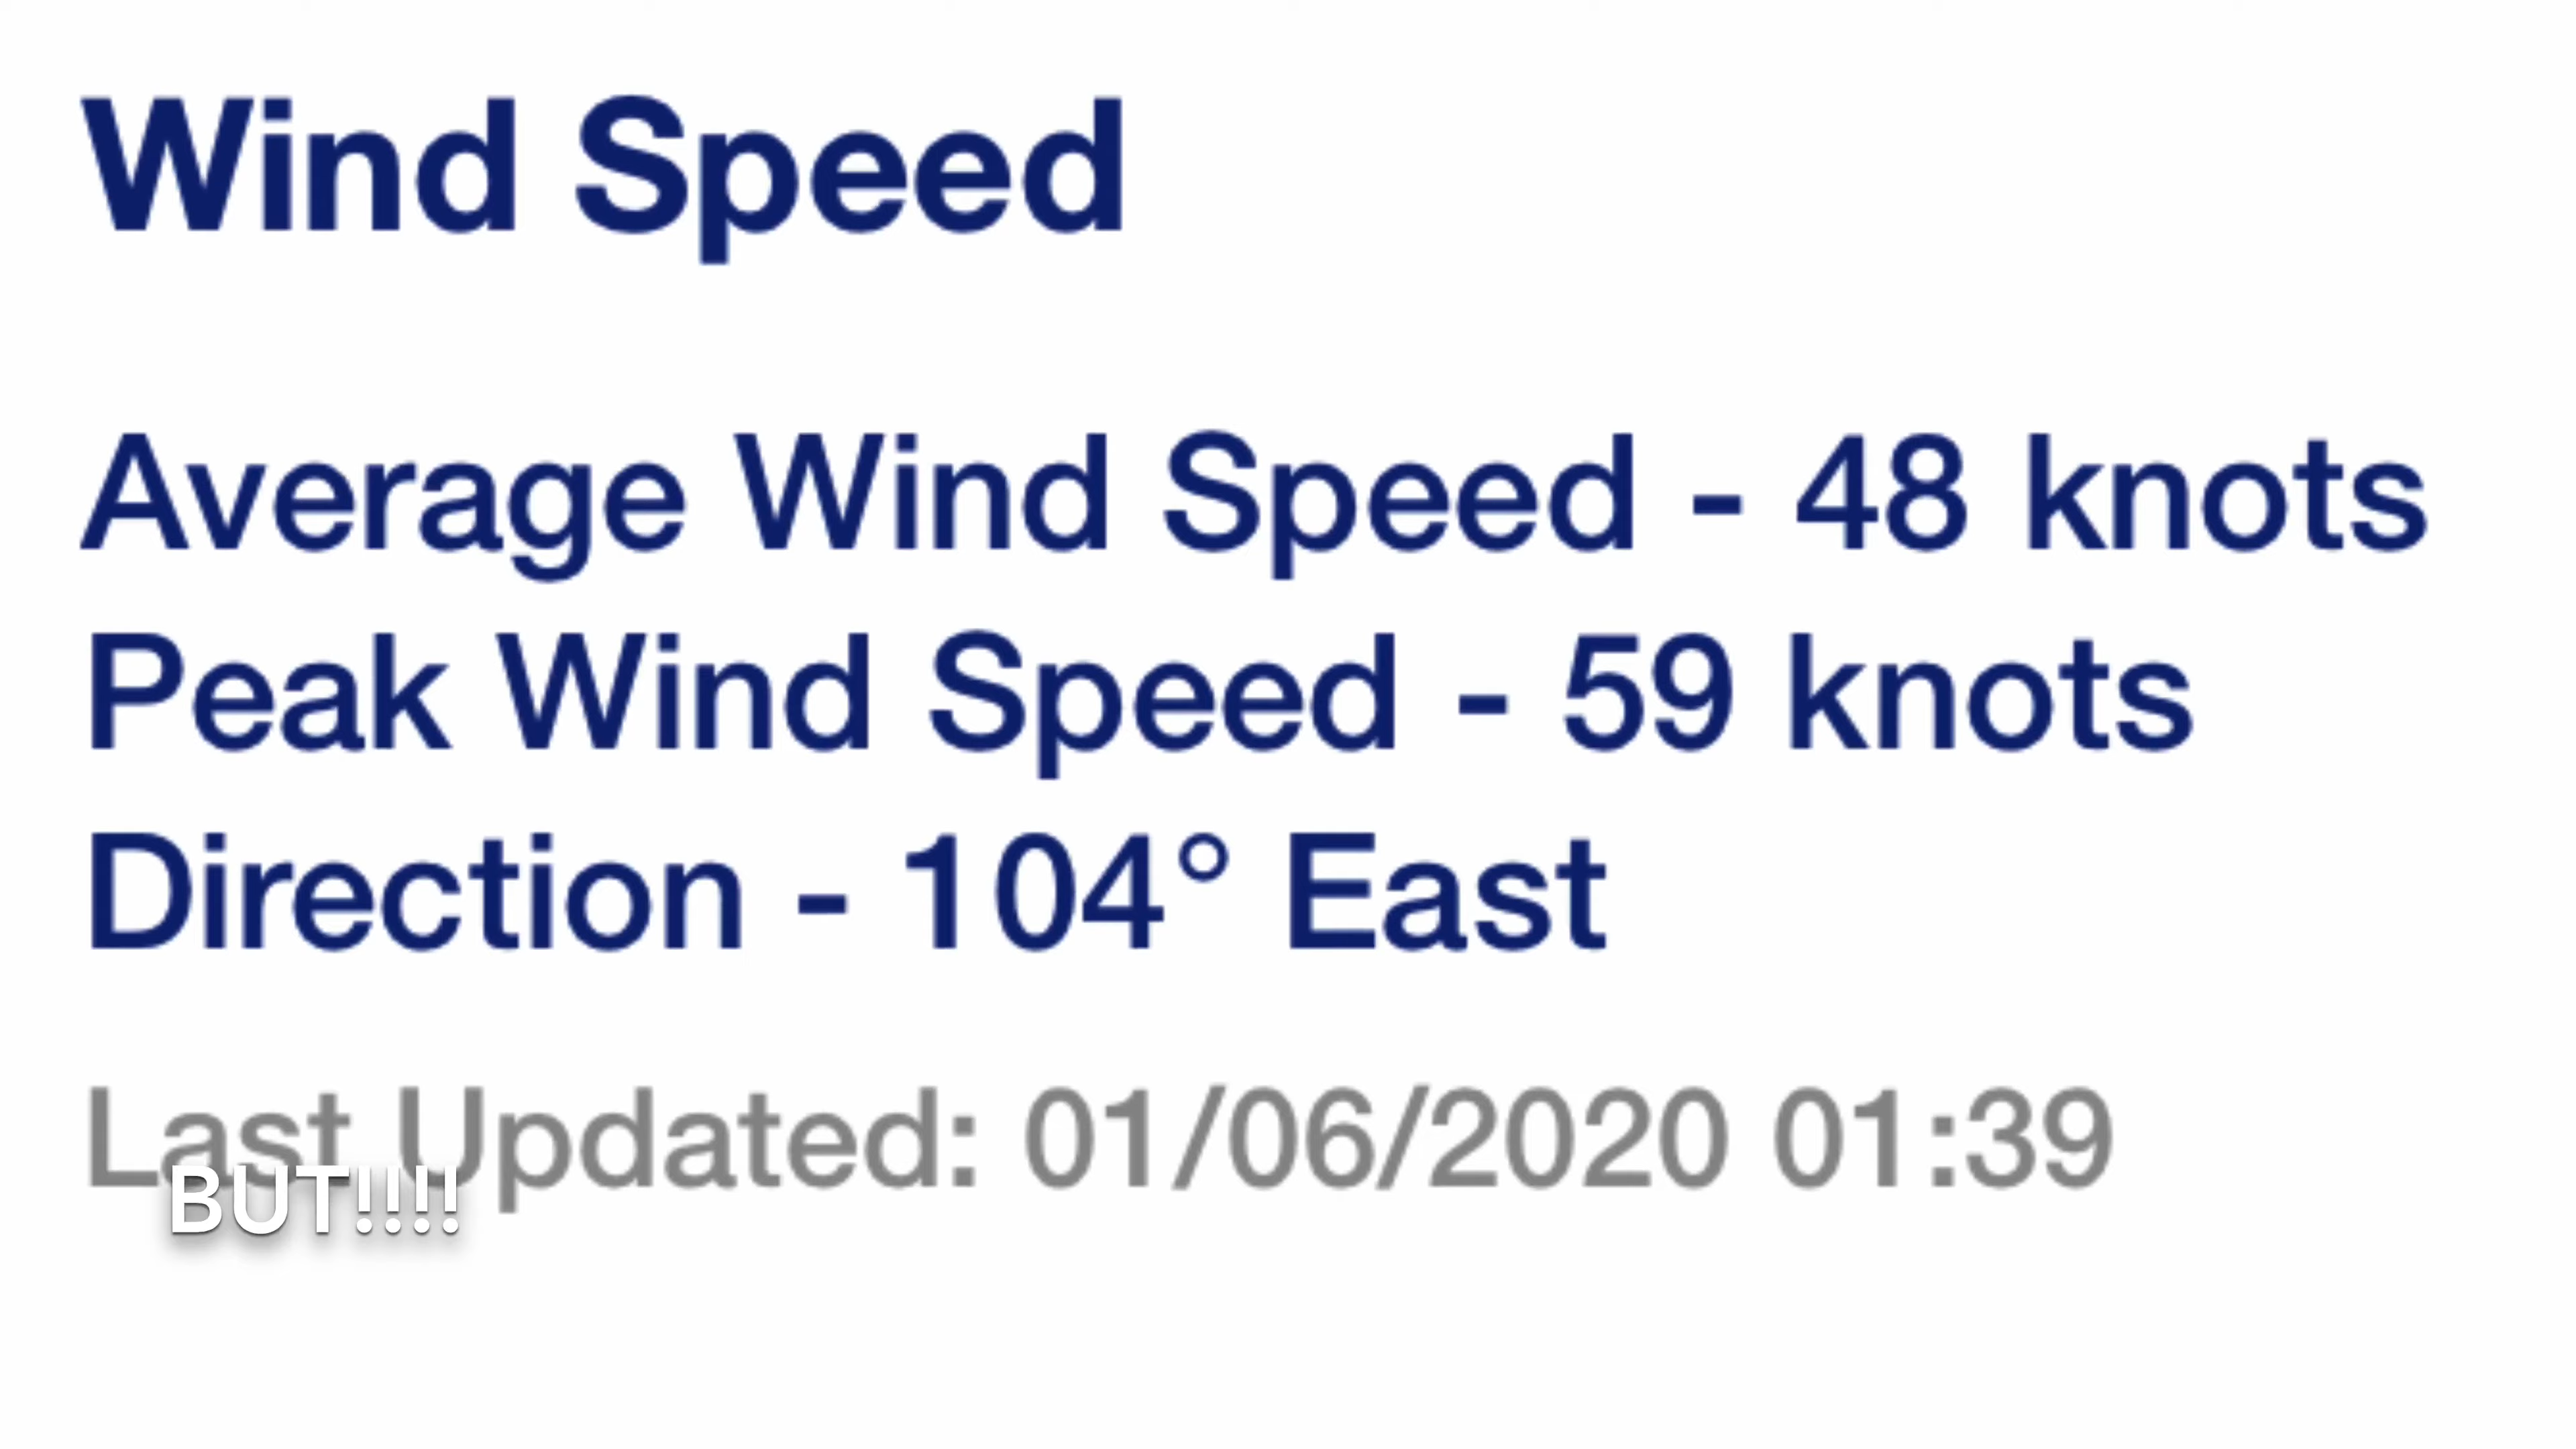 Wind Speed
Average Wind Speed - 48 knots
Peak Wind Speed - 59 knots
Direction - 104° East
Last Updated: 01/06/2020 01:39
BUT!!!!